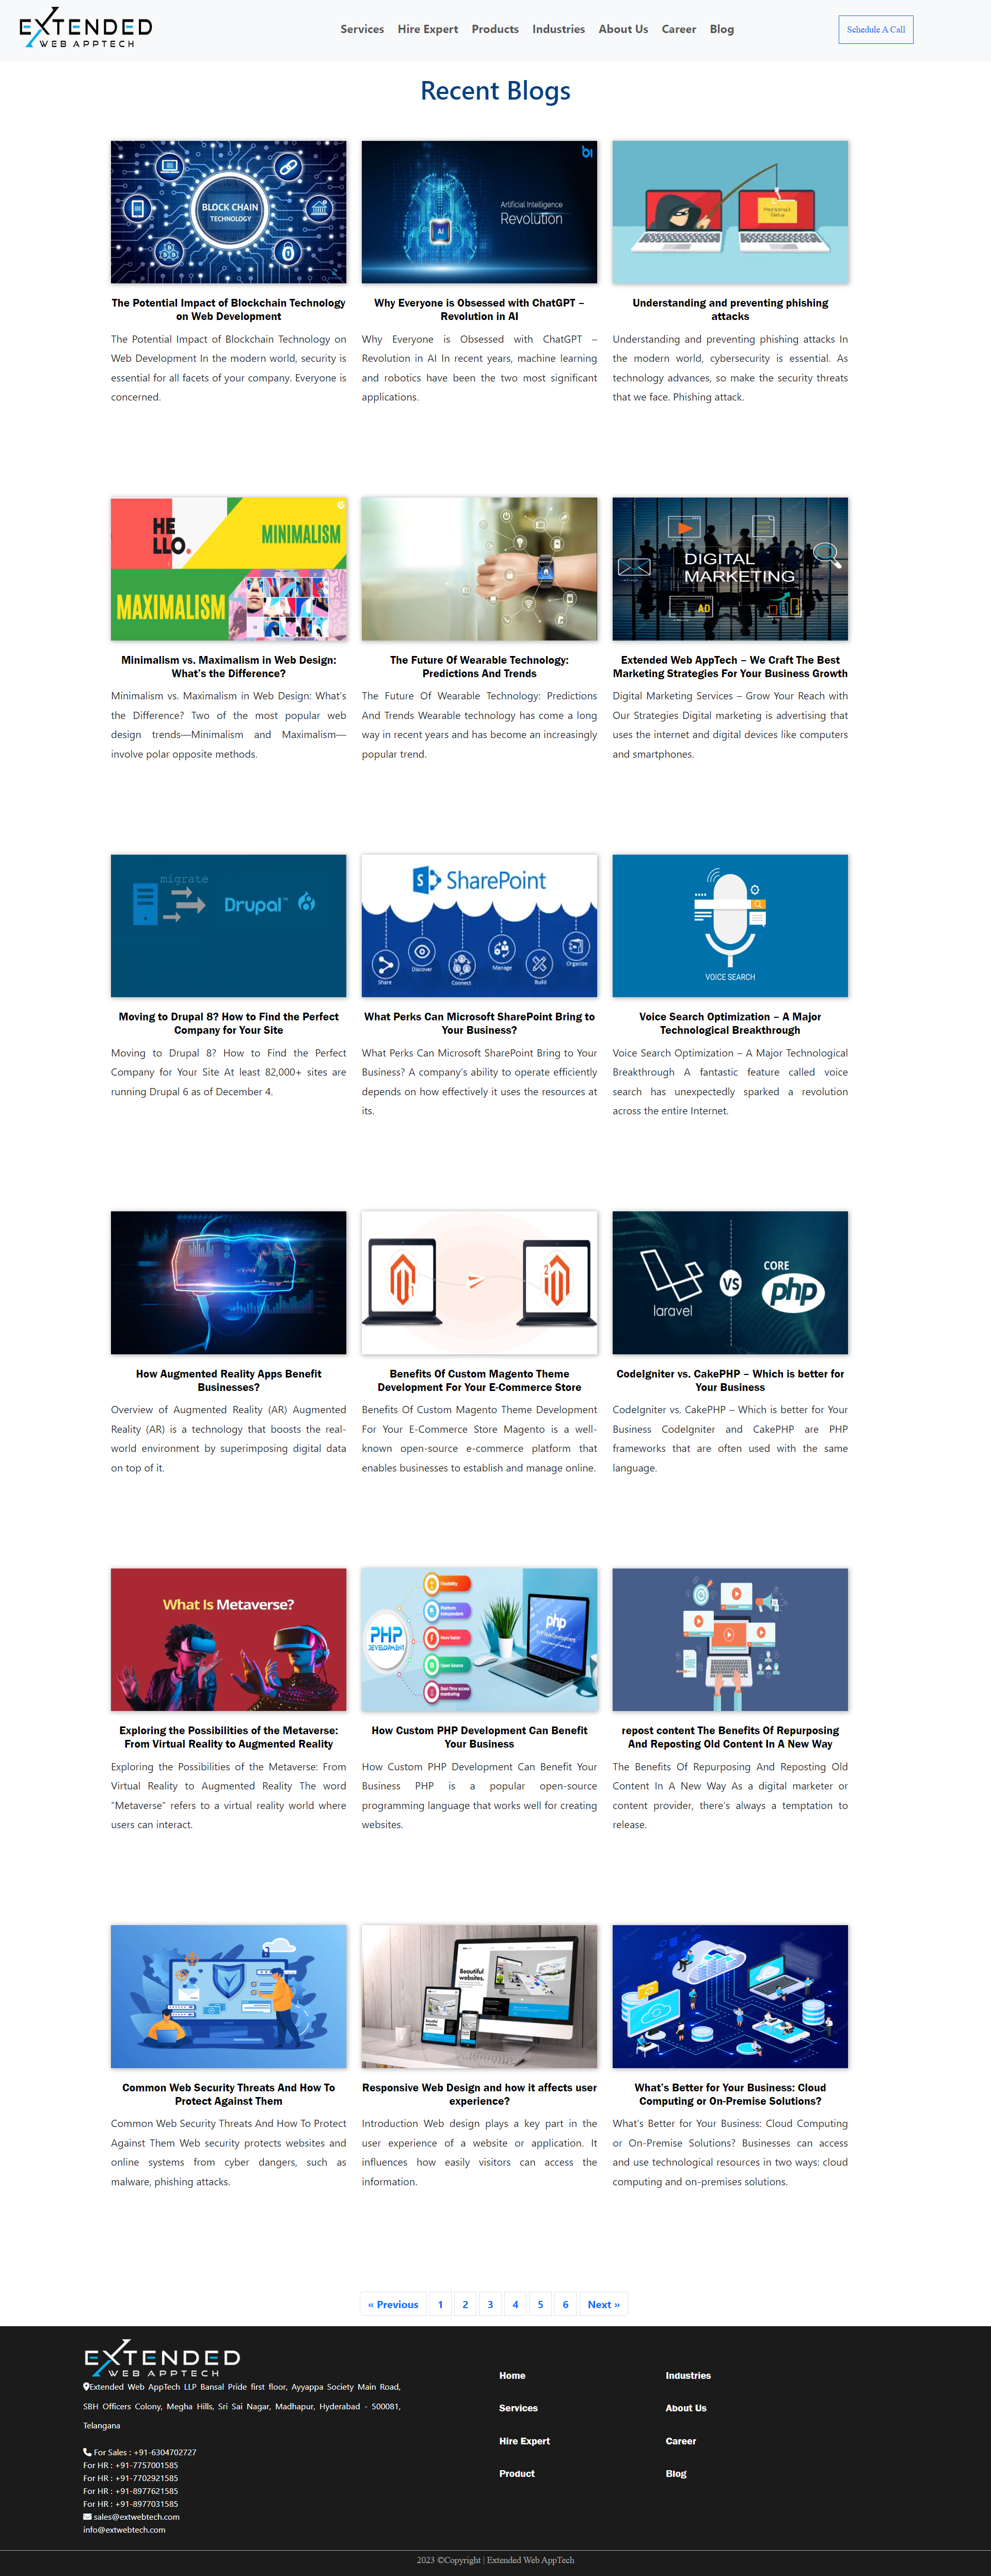 EXTENDED
WEB APPTECH
Services Hire Expert Products Industries About Us Career Blog
Schedule A Call
Recent Blogs
BLOCK CHAIN
TECHNOLOGY
Artificial Intelligence
Revolution
AI
Personal
Data
The Potential Impact of Blockchain Technology
on Web Development
The Potential Impact of Blockchain Technology on
Web Development In the modern world, security is
essential for all facets of your company. Everyone is
concerned.
Why Everyone is Obsessed with ChatGPT –
Revolution in AI
Why Everyone is Obsessed with ChatGPT –
Revolution in AI In recent years, machine learning
and robotics have been the two most significant
applications.
Understanding and preventing phishing
attacks
Understanding and preventing phishing attacks In
the modern world, cybersecurity is essential. As
technology advances, so make the security threats
that we face. Phishing attack.
HE
LLO.
MINIMALISM
MAXIMALISM
DIGITAL
MARKETING
AD
Minimalism vs. Maximalism in Web Design:
What's the Difference?
Minimalism vs. Maximalism in Web Design: What's
the Difference? Two of the most popular web
design trends—Minimalism and Maximalism—
involve polar opposite methods.
The Future Of Wearable Technology:
Predictions And Trends
The Future Of Wearable Technology: Predictions
And Trends Wearable technology has come a long
way in recent years and has become an increasingly
popular trend.
Extended Web AppTech – We Craft The Best
Marketing Strategies For Your Business Growth
Digital Marketing Services – Grow Your Reach with
Our Strategies Digital marketing is advertising that
uses the internet and digital devices like computers
and smartphones.
migrate
Drupal™
SharePoint
Share
Discover
Connect
Manage
Build
Organize
VOICE SEARCH
Moving to Drupal 8? How to Find the Perfect
Company for Your Site
Moving to Drupal 8? How to Find the Perfect
Company for Your Site At least 82,000+ sites are
running Drupal 6 as of December 4.
What Perks Can Microsoft SharePoint Bring to
Your Business?
What Perks Can Microsoft SharePoint Bring to Your
Business? A company's ability to operate efficiently
depends on how effectively it uses the resources at
its.
Voice Search Optimization – A Major
Technological Breakthrough
Voice Search Optimization – A Major Technological
Breakthrough A fantastic feature called voice
search has unexpectedly sparked a revolution
across the entire Internet.
1
2
laravel
VS
CORE
php
How Augmented Reality Apps Benefit
Businesses?
Overview of Augmented Reality (AR) Augmented
Reality (AR) is a technology that boosts the real-
world environment by superimposing digital data
on top of it.
Benefits Of Custom Magento Theme
Development For Your E-Commerce Store
Benefits Of Custom Magento Theme Development
For Your E-Commerce Store Magento is a well-
known open-source e-commerce platform that
enables businesses to establish and manage online.
CodeIgniter vs. CakePHP – Which is better for
Your Business
CodeIgniter vs. CakePHP – Which is better for Your
Business CodeIgniter and CakePHP are PHP
frameworks that are often used with the same
language.
What Is Metaverse?
PHP
DEVELOPMENT
php
Exploring the Possibilities of the Metaverse:
From Virtual Reality to Augmented Reality
Exploring the Possibilities of the Metaverse: From
Virtual Reality to Augmented Reality The word
"Metaverse" refers to a virtual reality world where
users can interact.
How Custom PHP Development Can Benefit
Your Business
How Custom PHP Development Can Benefit Your
Business PHP is a popular open-source
programming language that works well for creating
websites.
repost content The Benefits Of Repurposing
And Reposting Old Content In A New Way
The Benefits Of Repurposing And Reposting Old
Content In A New Way As a digital marketer or
content provider, there's always a temptation to
release.
Beautiful
websites.
Common Web Security Threats And How To
Protect Against Them
Common Web Security Threats And How To Protect
Against Them Web security protects websites and
online systems from cyber dangers, such as
malware, phishing attacks.
Responsive Web Design and how it affects user
experience?
Introduction Web design plays a key part in the
user experience of a website or application. It
influences how easily visitors can access the
information.
What's Better for Your Business: Cloud
Computing or On-Premise Solutions?
What's Better for Your Business: Cloud Computing
or On-Premise Solutions? Businesses can access
and use technological resources in two ways: cloud
computing and on-premises solutions.
« Previous 1 2 3 4 5 6 Next »
EXTENDED
WEB APPTECH
Extended Web AppTech LLP Bansal Pride first floor, Ayyappa Society Main Road,
SBH Officers Colony, Megha Hills, Sri Sai Nagar, Madhapur, Hyderabad - 500081,
Telangana
For Sales : +91-6304702727
For HR : +91-7757001585
For HR : +91-7702921585
For HR : +91-8977621585
For HR : +91-8977031585
sales@extwebtech.com
info@extwebtech.com
Home
Services
Hire Expert
Product
Industries
About Us
Career
Blog
2023 ©Copyright | Extended Web AppTech